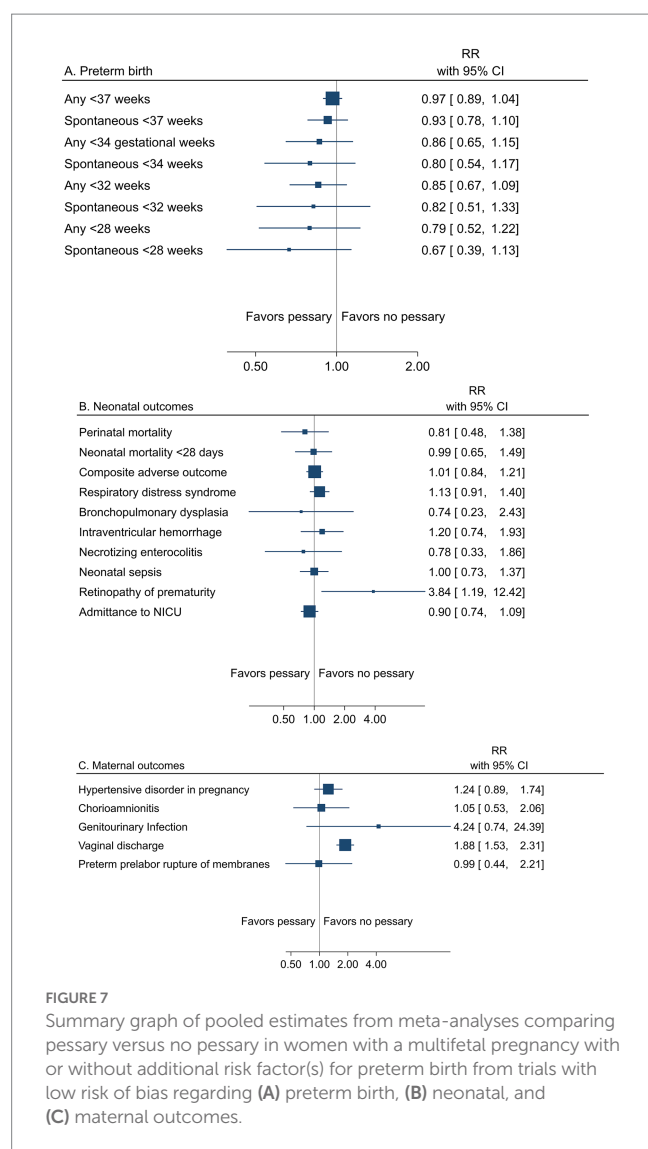 RR
A. Preterm birth with 95% CI
Any <37 weeks 0.97 [ 0.89, 1.04]
Spontaneous <37 weeks 0.93 [ 0.78, 1.10]
Any <34 gestational weeks 0.86 [ 0.65, 1.15]
Spontaneous <34 weeks 0.80 [ 0.54, 1.17]
Any <32 weeks 0.85 [ 0.67, 1.09]
Spontaneous <32 weeks 0.82 [ 0.51, 1.33]
Any <28 weeks 0.79 [ 0.52, 1.22]
Spontaneous <28 weeks 0.67 [ 0.39, 1.13]
Favors pessary Favors no pessary
0.50 1.00 2.00
RR
B. Neonatal outcomes with 95% CI
Perinatal mortality 0.81 [ 0.48, 1.38]
Neonatal mortality <28 days 0.99 [ 0.65, 1.49]
Composite adverse outcome 1.01 [ 0.84, 1.21]
Respiratory distress syndrome 1.13 [ 0.91, 1.40]
Bronchopulmonary dysplasia 0.74 [ 0.23, 2.43]
Intraventricular hemorrhage 1.20 [ 0.74, 1.93]
Necrotizing enterocolitis 0.78 [ 0.33, 1.86]
Neonatal sepsis 1.00 [ 0.73, 1.37]
Retinopathy of prematurity 3.84 [ 1.19, 12.42]
Admittance to NICU 0.90 [ 0.74, 1.09]
Favors pessary Favors no pessary
0.50 1.00 2.00 4.00
RR
C. Maternal outcomes with 95% CI
Hypertensive disorder in pregnancy 1.24 [ 0.89, 1.74]
Chorioamnionitis 1.05 [ 0.53, 2.06]
Genitourinary Infection 4.24 [ 0.74, 24.39]
Vaginal discharge 1.88 [ 1.53, 2.31]
Preterm prelabor rupture of membranes 0.99 [ 0.44, 2.21]
Favors pessary Favors no pessary
0.50 1.00 2.00 4.00
FIGURE 7
Summary graph of pooled estimates from meta-analyses comparing
pessary versus no pessary in women with a multifetal pregnancy with
or without additional risk factor(s) for preterm birth from trials with
low risk of bias regarding (A) preterm birth, (B) neonatal, and
(C) maternal outcomes.